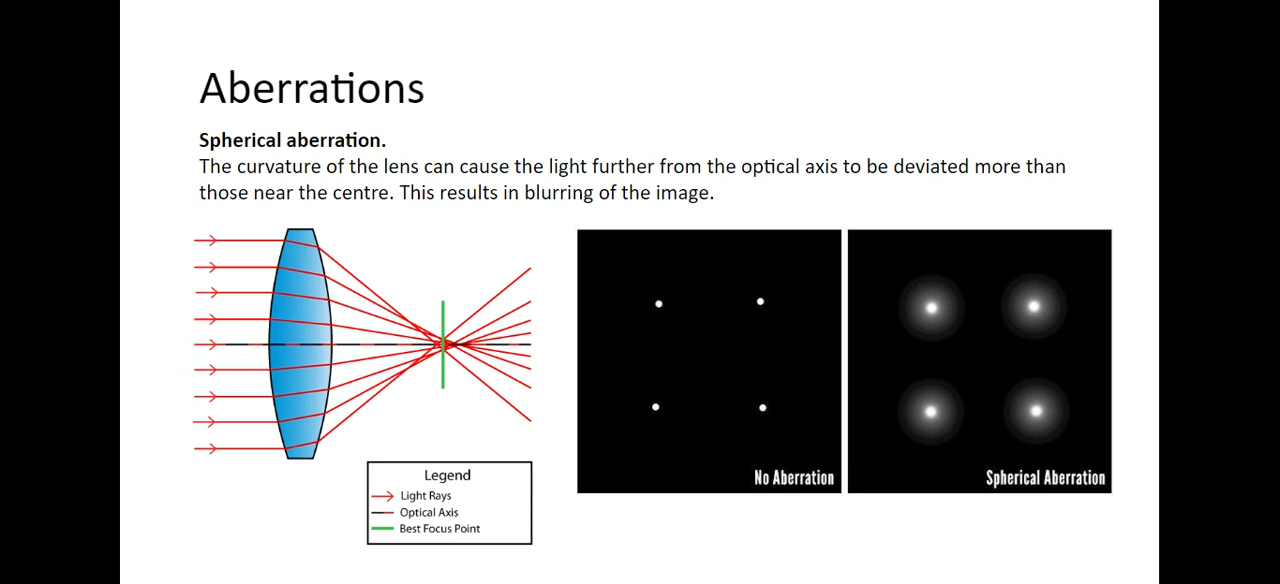 Aberrations
Spherical aberration.
The curvature of the lens can cause the light further from the optical axis to be deviated more than
those near the centre. This results in blurring of the image.
Legend
Light Rays
Optical Axis
Best Focus Point
No Aberration
Spherical Aberration